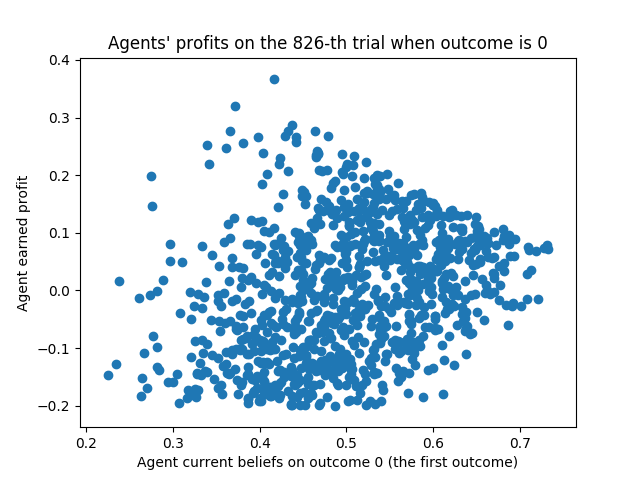 Agents' profits on the 826-th trial when outcome is 0
0.4
0.3
0.2
0.1
0.0
−0.1
−0.2
Agent earned profit
0.2 0.3 0.4 0.5 0.6 0.7
Agent current beliefs on outcome 0 (the first outcome)